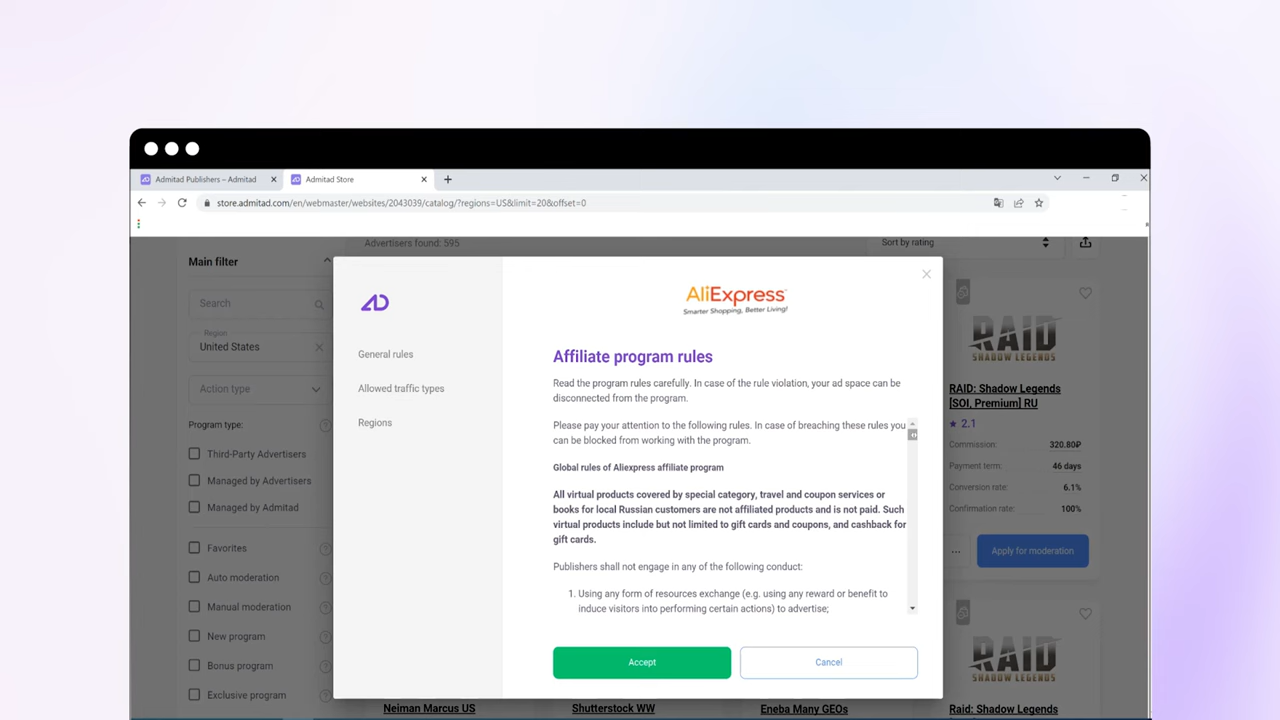 Admitad Publishers – Admitad
Admitad Store
store.admitad.com/en/webmaster/websites/2043039/catalog/?regions=US&limit=20&offset=0
Advertisers found: 595
Sort by rating
Main filter
Search
Region
United States
Action type
Program type:
Third-Party Advertisers
Managed by Advertisers
Managed by Admitad
Favorites
Auto moderation
Manual moderation
New program
Bonus program
Exclusive program
General rules
Allowed traffic types
Regions
AliExpress
Smarter Shopping, Better Living!
Affiliate program rules
Read the program rules carefully. In case of the rule violation, your ad space can be
disconnected from the program.
Please pay your attention to the following rules. In case of breaching these rules you
can be blocked from working with the program.
Global rules of Aliexpress affiliate program
All virtual products covered by special category, travel and coupon services or
books for local Russian customers are not affiliated products and is not paid. Such
virtual products include but not limited to gift cards and coupons, and cashback for
gift cards.
Publishers shall not engage in any of the following conduct:
1. Using any form of resources exchange (e.g. using any reward or benefit to
induce visitors into performing certain actions) to advertise;
Accept
Cancel
RAID
SHADOW LEGENDS
RAID: Shadow Legends
[SOI, Premium] RU
★ 2.1
Commission: 320.80₽
Payment term: 46 days
Conversion rate: 6.1%
Confirmation rate: 100%
... Apply for moderation
RAID
SHADOW LEGENDS
Neiman Marcus US
Shutterstock WW
Eneba Many GEOs
Raid: Shadow Legends